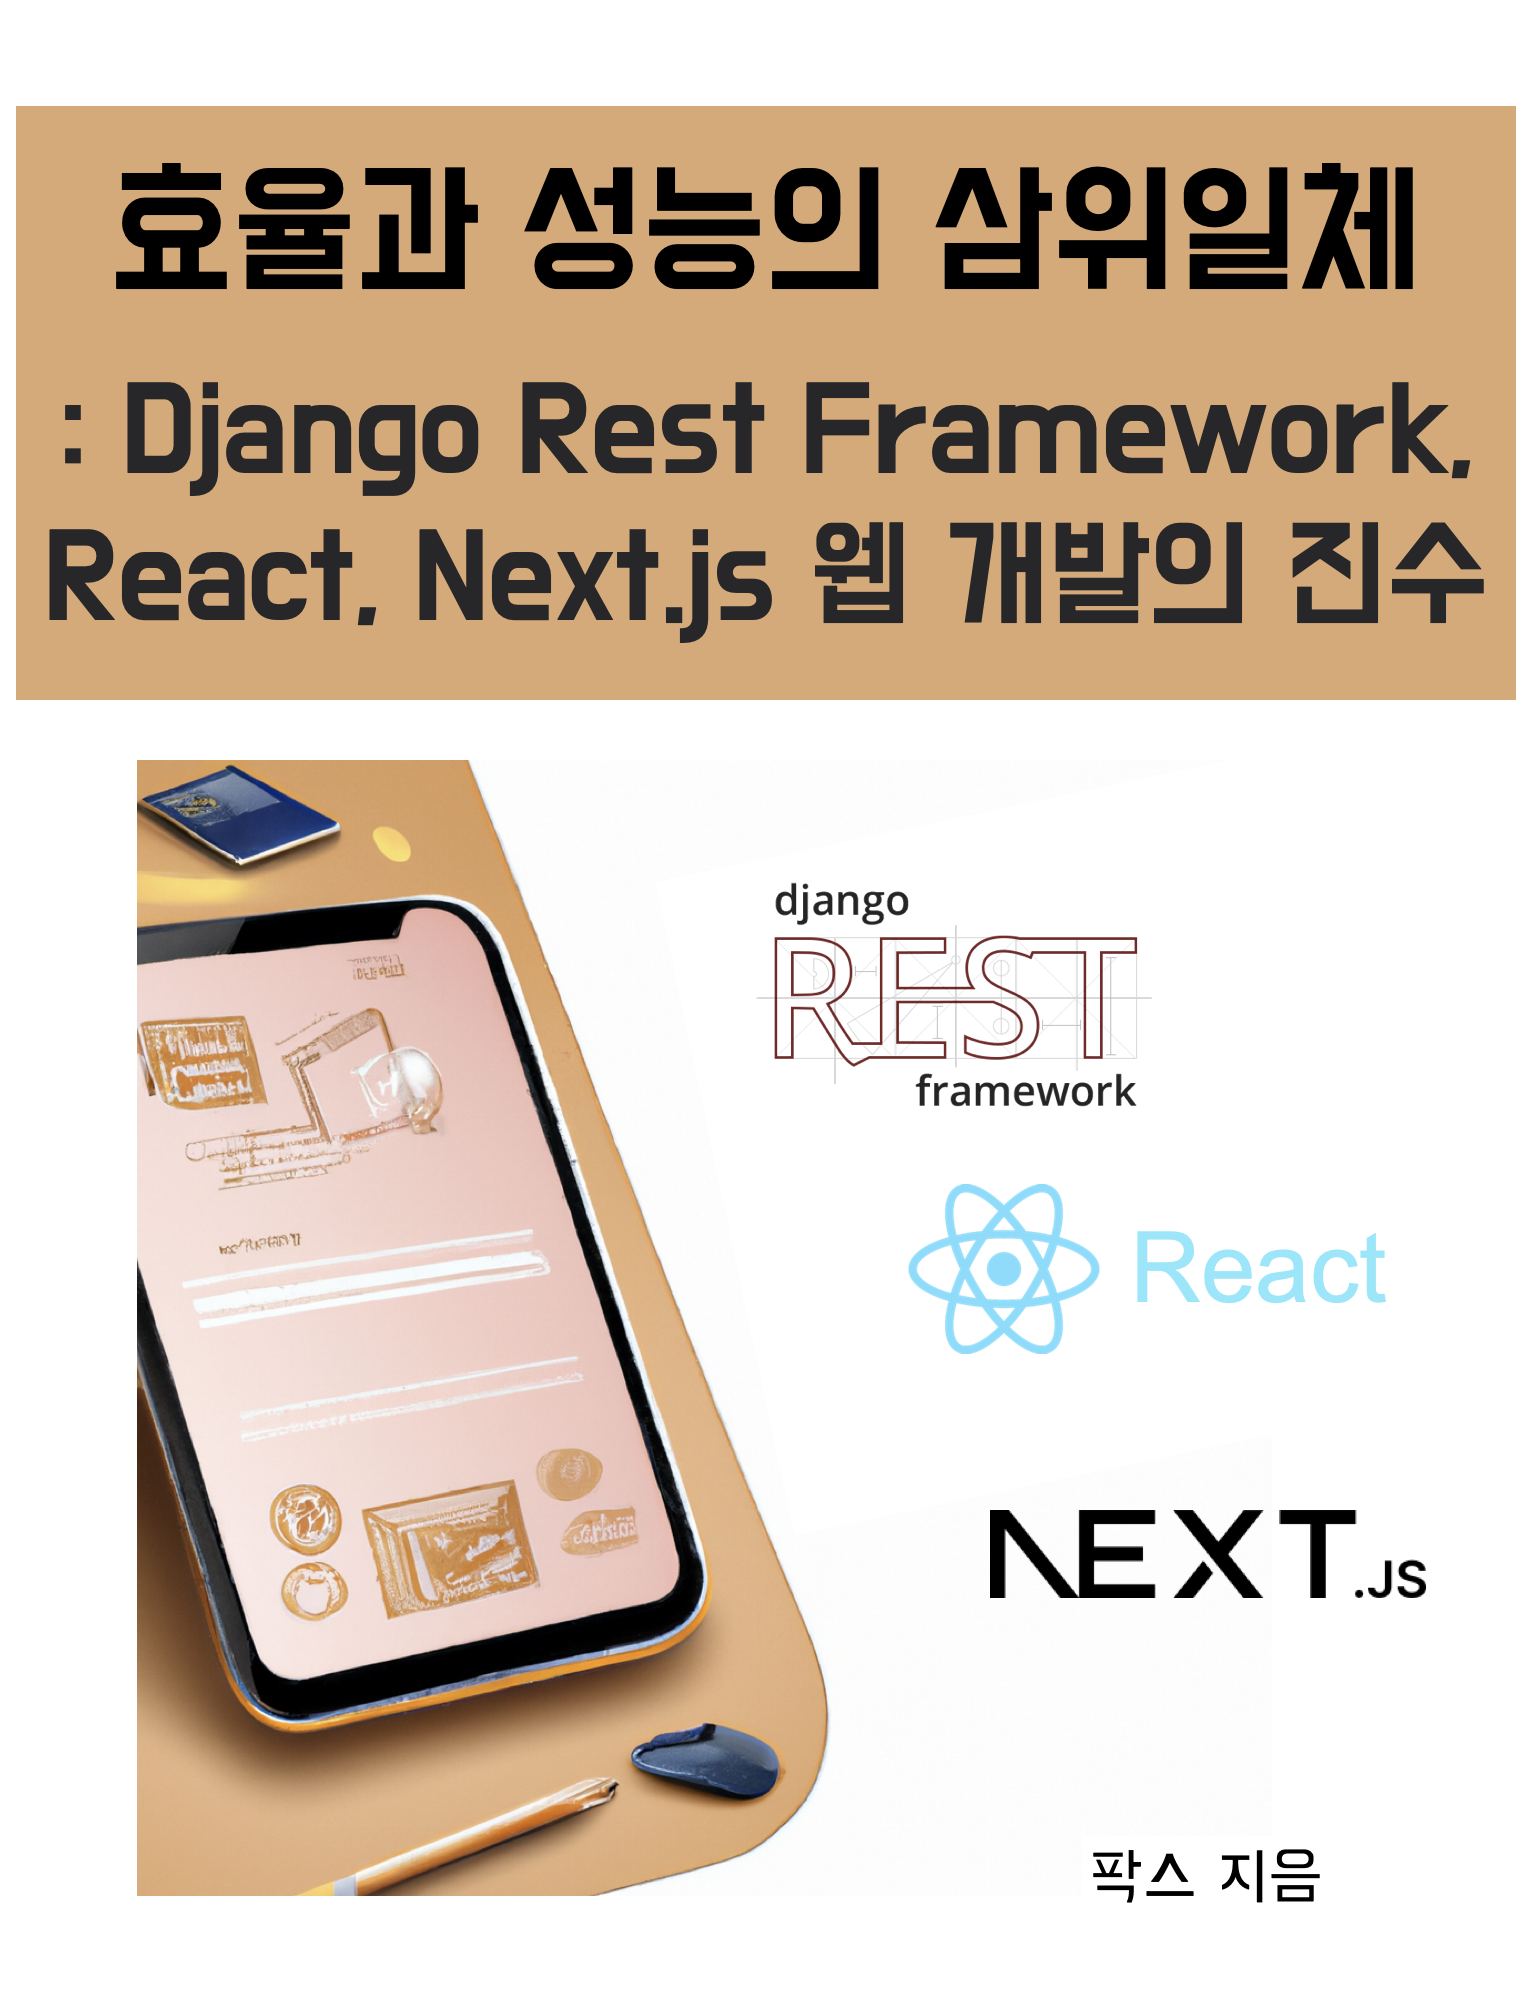 효율과 성능의 삼위일체
: Django Rest Framework,
React, Next.js 웹 개발의 진수
django
REST
framework
React
NEXT.JS
팍스 지음